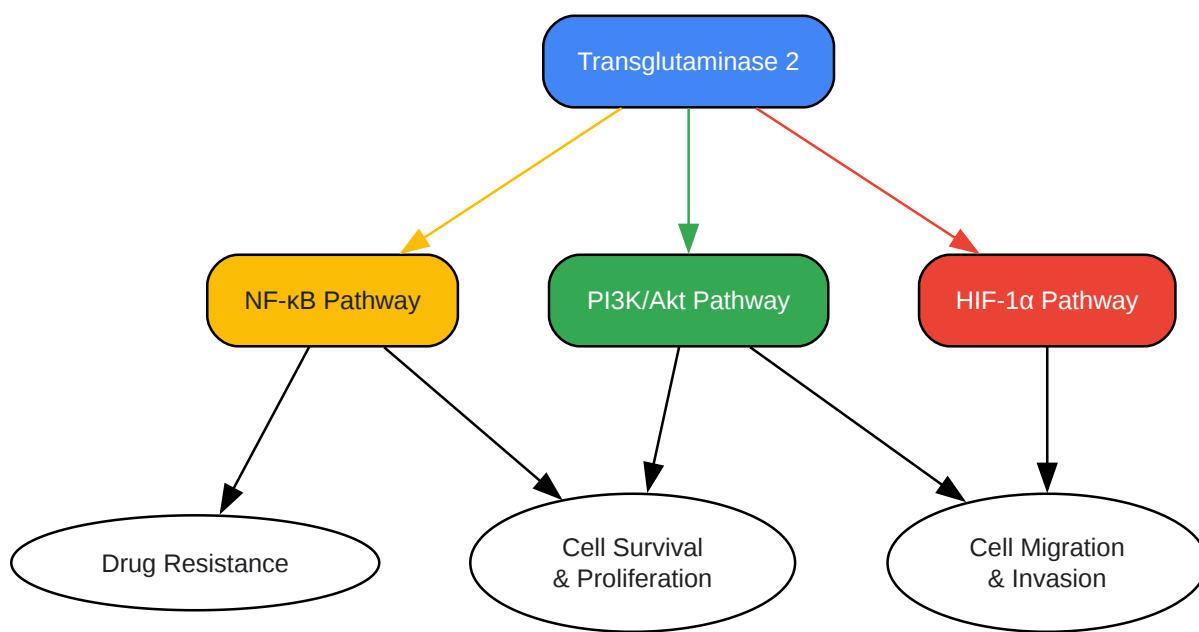 Transglutaminase 2
NF-κB Pathway
PI3K/Akt Pathway
HIF-1α Pathway
Drug Resistance
Cell Survival
& Proliferation
Cell Migration
& Invasion